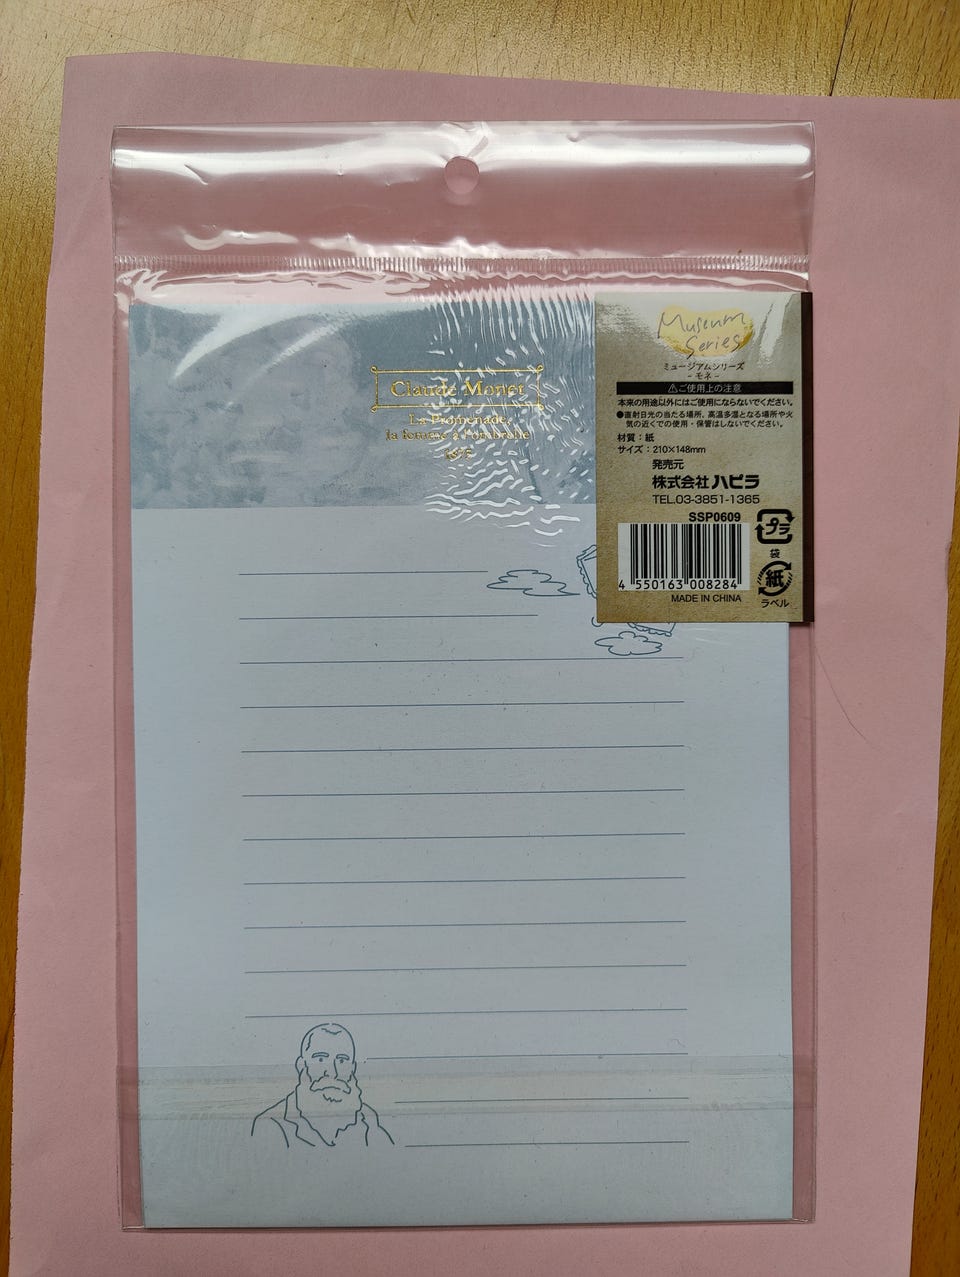 Claude Monet
La Promenade,
la femme à l'ombrelle
1875
Museum
Series
ミュージアムシリーズ
- モネ -
⚠ご使用上の注意
本来の用途以外にはご使用にならないでください。
●直射日光の当たる場所、高温多湿となる場所や火
気の近くでの使用・保管はしないでください。
材質：紙
サイズ：210×148mm
発売元
株式会社ハピラ
TEL.03-3851-1365
SSP0609
プラ
袋
4 550163 008284
紙
ラベル
MADE IN CHINA